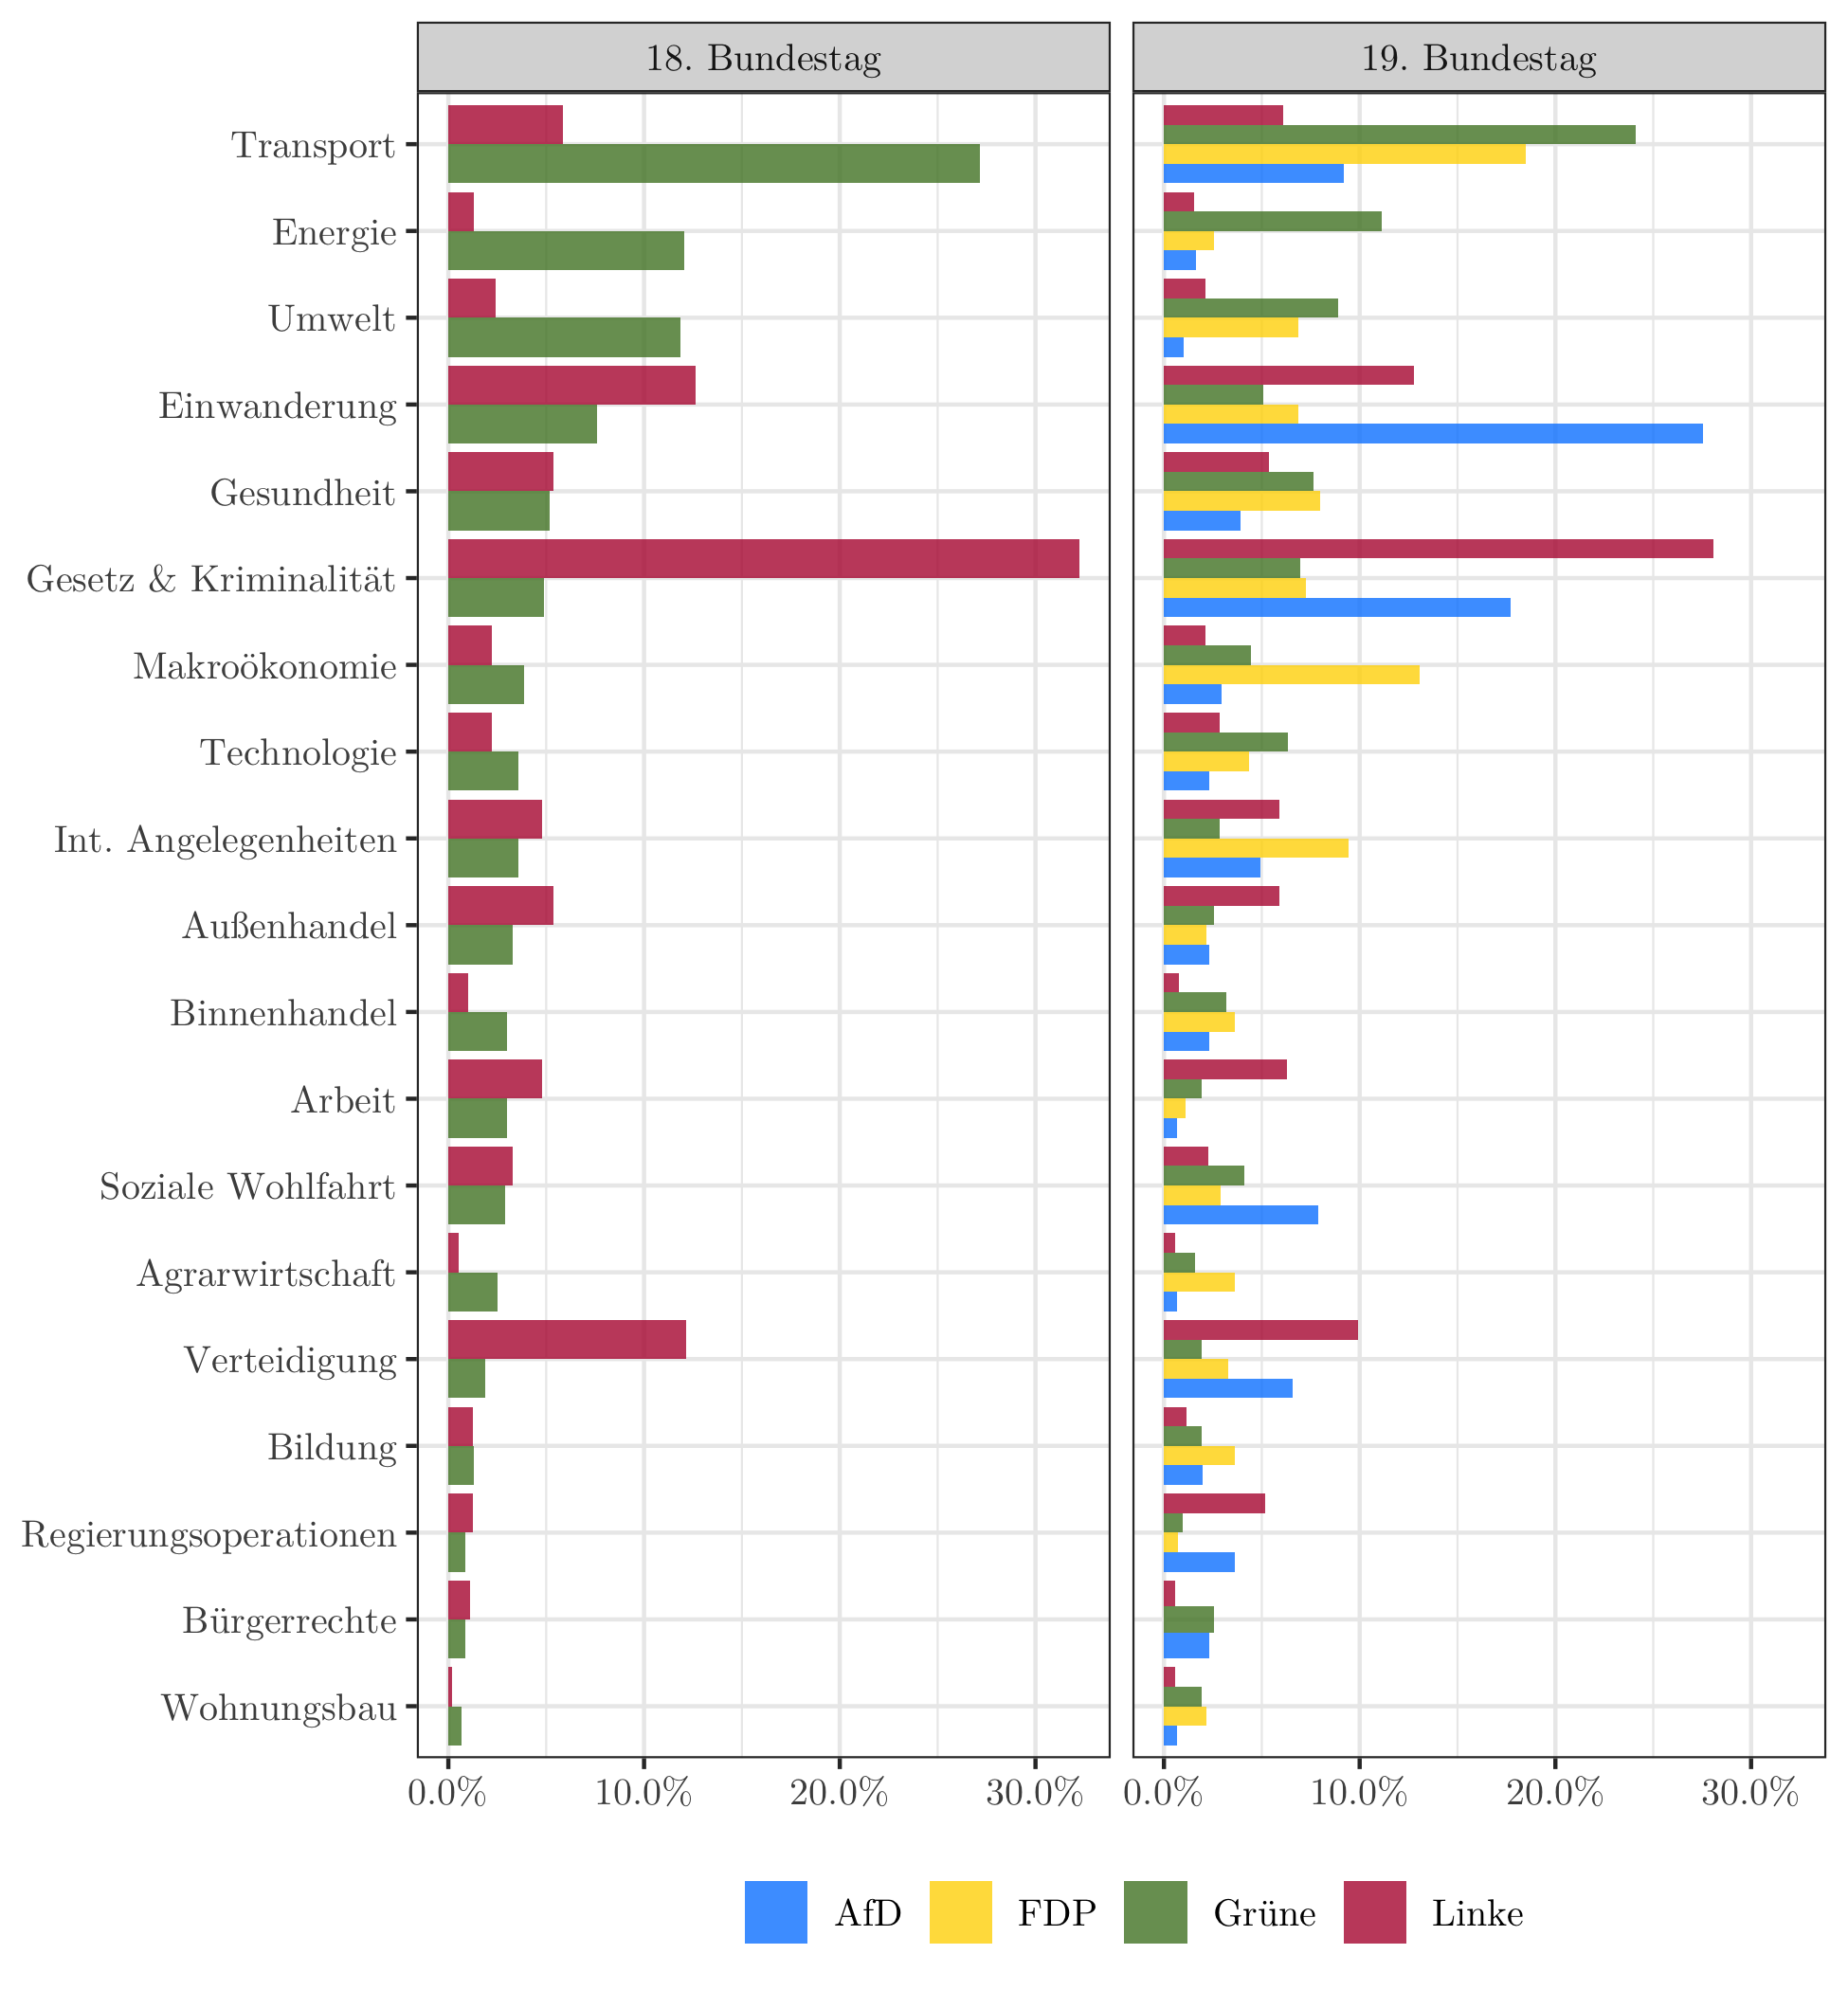 18. Bundestag
19. Bundestag
Transport
Energie
Umwelt
Einwanderung
Gesundheit
Gesetz & Kriminalität
Makroökonomie
Technologie
Int. Angelegenheiten
Außenhandel
Binnenhandel
Arbeit
Soziale Wohlfahrt
Agrarwirtschaft
Verteidigung
Bildung
Regierungsoperationen
Bürgerrechte
Wohnungsbau
0.0% 10.0% 20.0% 30.0%
0.0% 10.0% 20.0% 30.0%
AfD FDP Grüne Linke